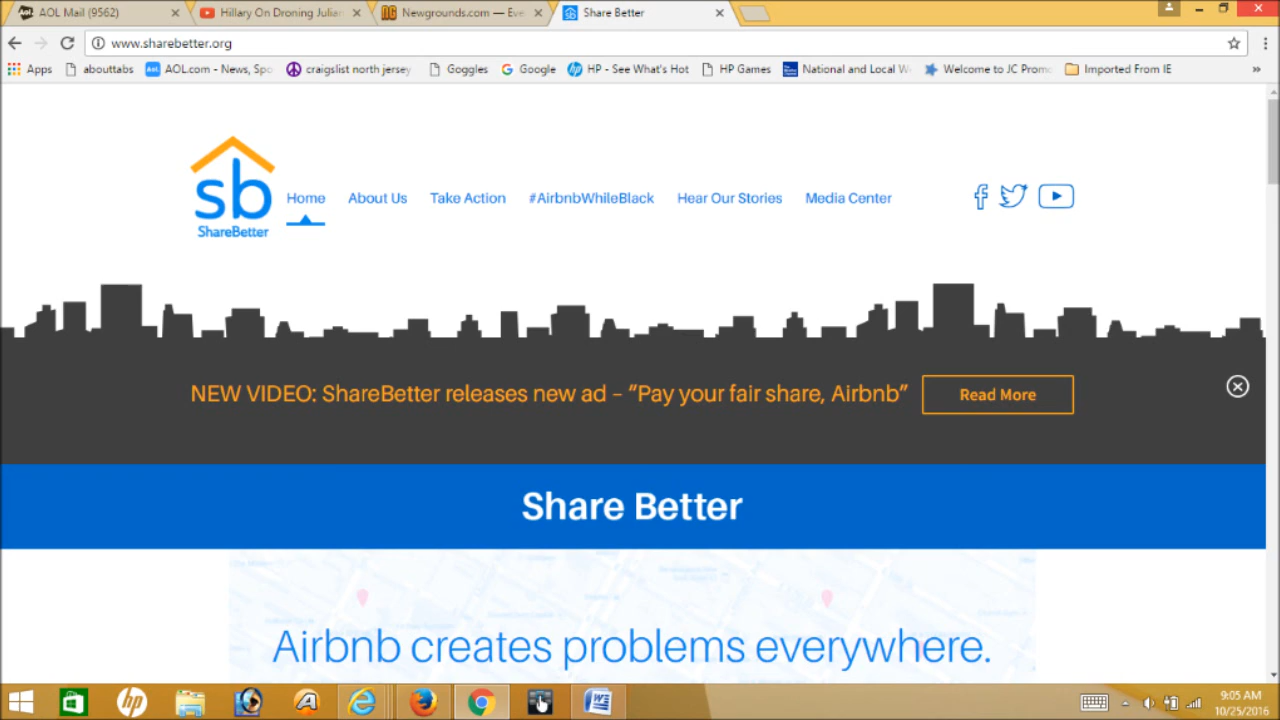 AOL Mail (9562)
Hillary On Droning Julian
Newgrounds.com — Eve
Share Better
www.sharebetter.org
Apps
abouttabs
AOL.com - News, Spo
craigslist north jersey
Goggles
Google
HP - See What's Hot
HP Games
National and Local W
Welcome to JC Promo
Imported From IE
sb
ShareBetter
Home
About Us
Take Action
#AirbnbWhileBlack
Hear Our Stories
Media Center
NEW VIDEO: ShareBetter releases new ad – “Pay your fair share, Airbnb”
Read More
Share Better
Airbnb creates problems everywhere.
9:05 AM
10/25/2016